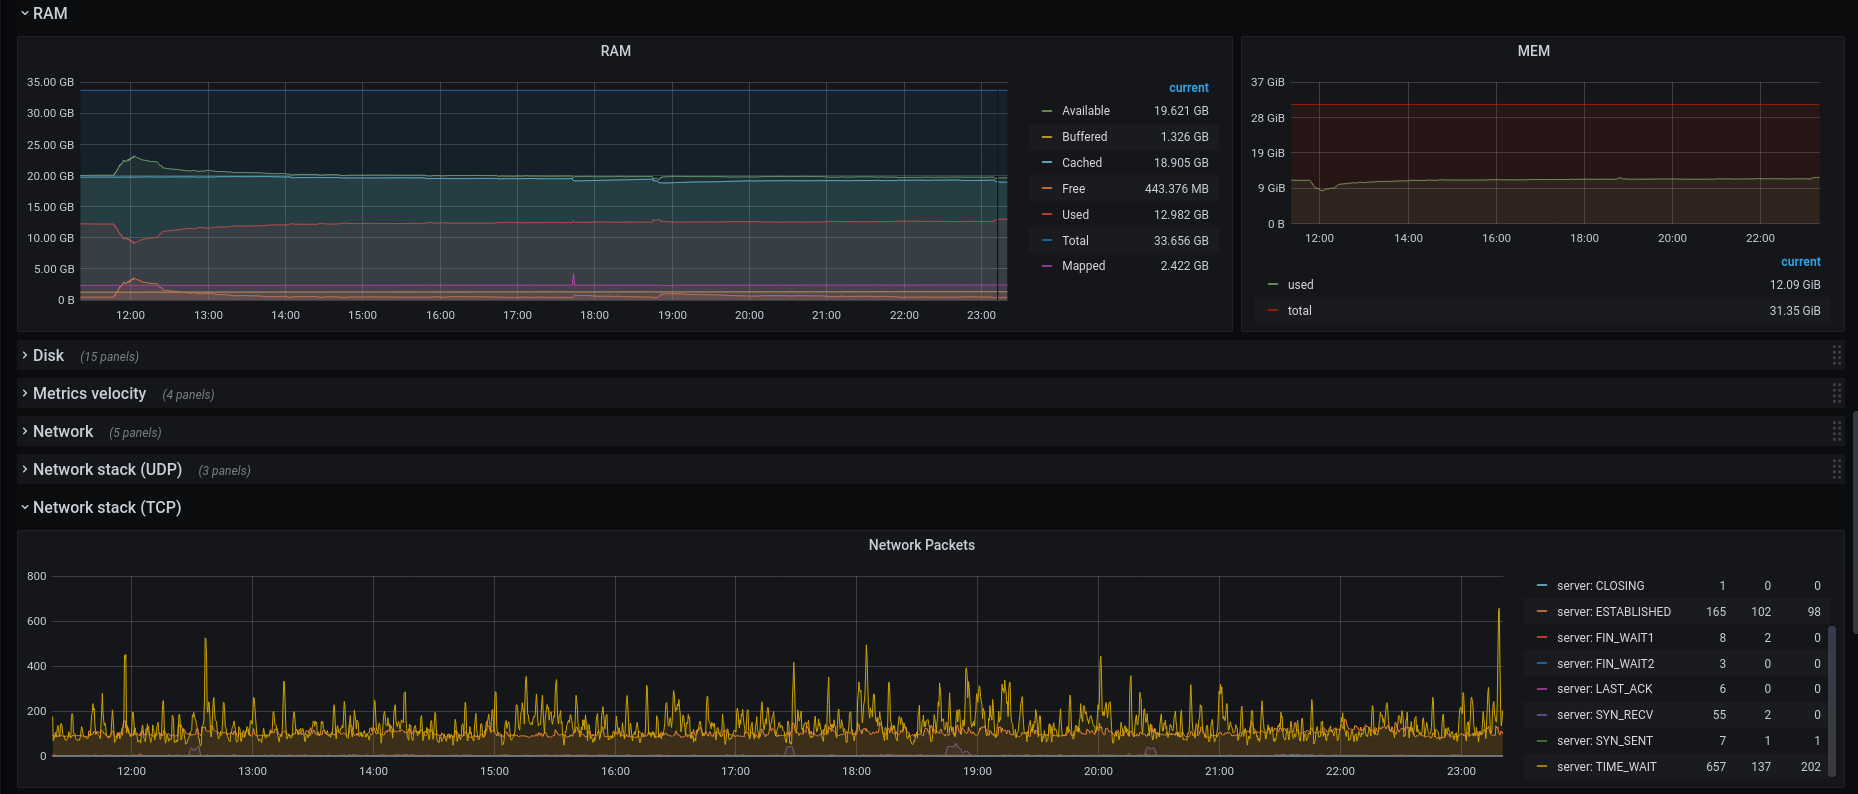 RAM
RAM
35.00 GB
30.00 GB
25.00 GB
20.00 GB
15.00 GB
10.00 GB
5.00 GB
0 B
12:00 13:00 14:00 15:00 16:00 17:00 18:00 19:00 20:00 21:00 22:00 23:00
current
Available 19.621 GB
Buffered 1.326 GB
Cached 18.905 GB
Free 443.376 MB
Used 12.982 GB
Total 33.656 GB
Mapped 2.422 GB
MEM
37 GiB
28 GiB
19 GiB
9 GiB
0 B
12:00 14:00 16:00 18:00 20:00 22:00
current
used 12.09 GiB
total 31.35 GiB
Disk (15 panels)
Metrics velocity (4 panels)
Network (5 panels)
Network stack (UDP) (3 panels)
Network stack (TCP)
Network Packets
800
600
400
200
0
12:00 13:00 14:00 15:00 16:00 17:00 18:00 19:00 20:00 21:00 22:00 23:00
server: CLOSING 1 0 0
server: ESTABLISHED 165 102 98
server: FIN_WAIT1 8 2 0
server: FIN_WAIT2 3 0 0
server: LAST_ACK 6 0 0
server: SYN_RECV 55 2 0
server: SYN_SENT 7 1 1
server: TIME_WAIT 657 137 202